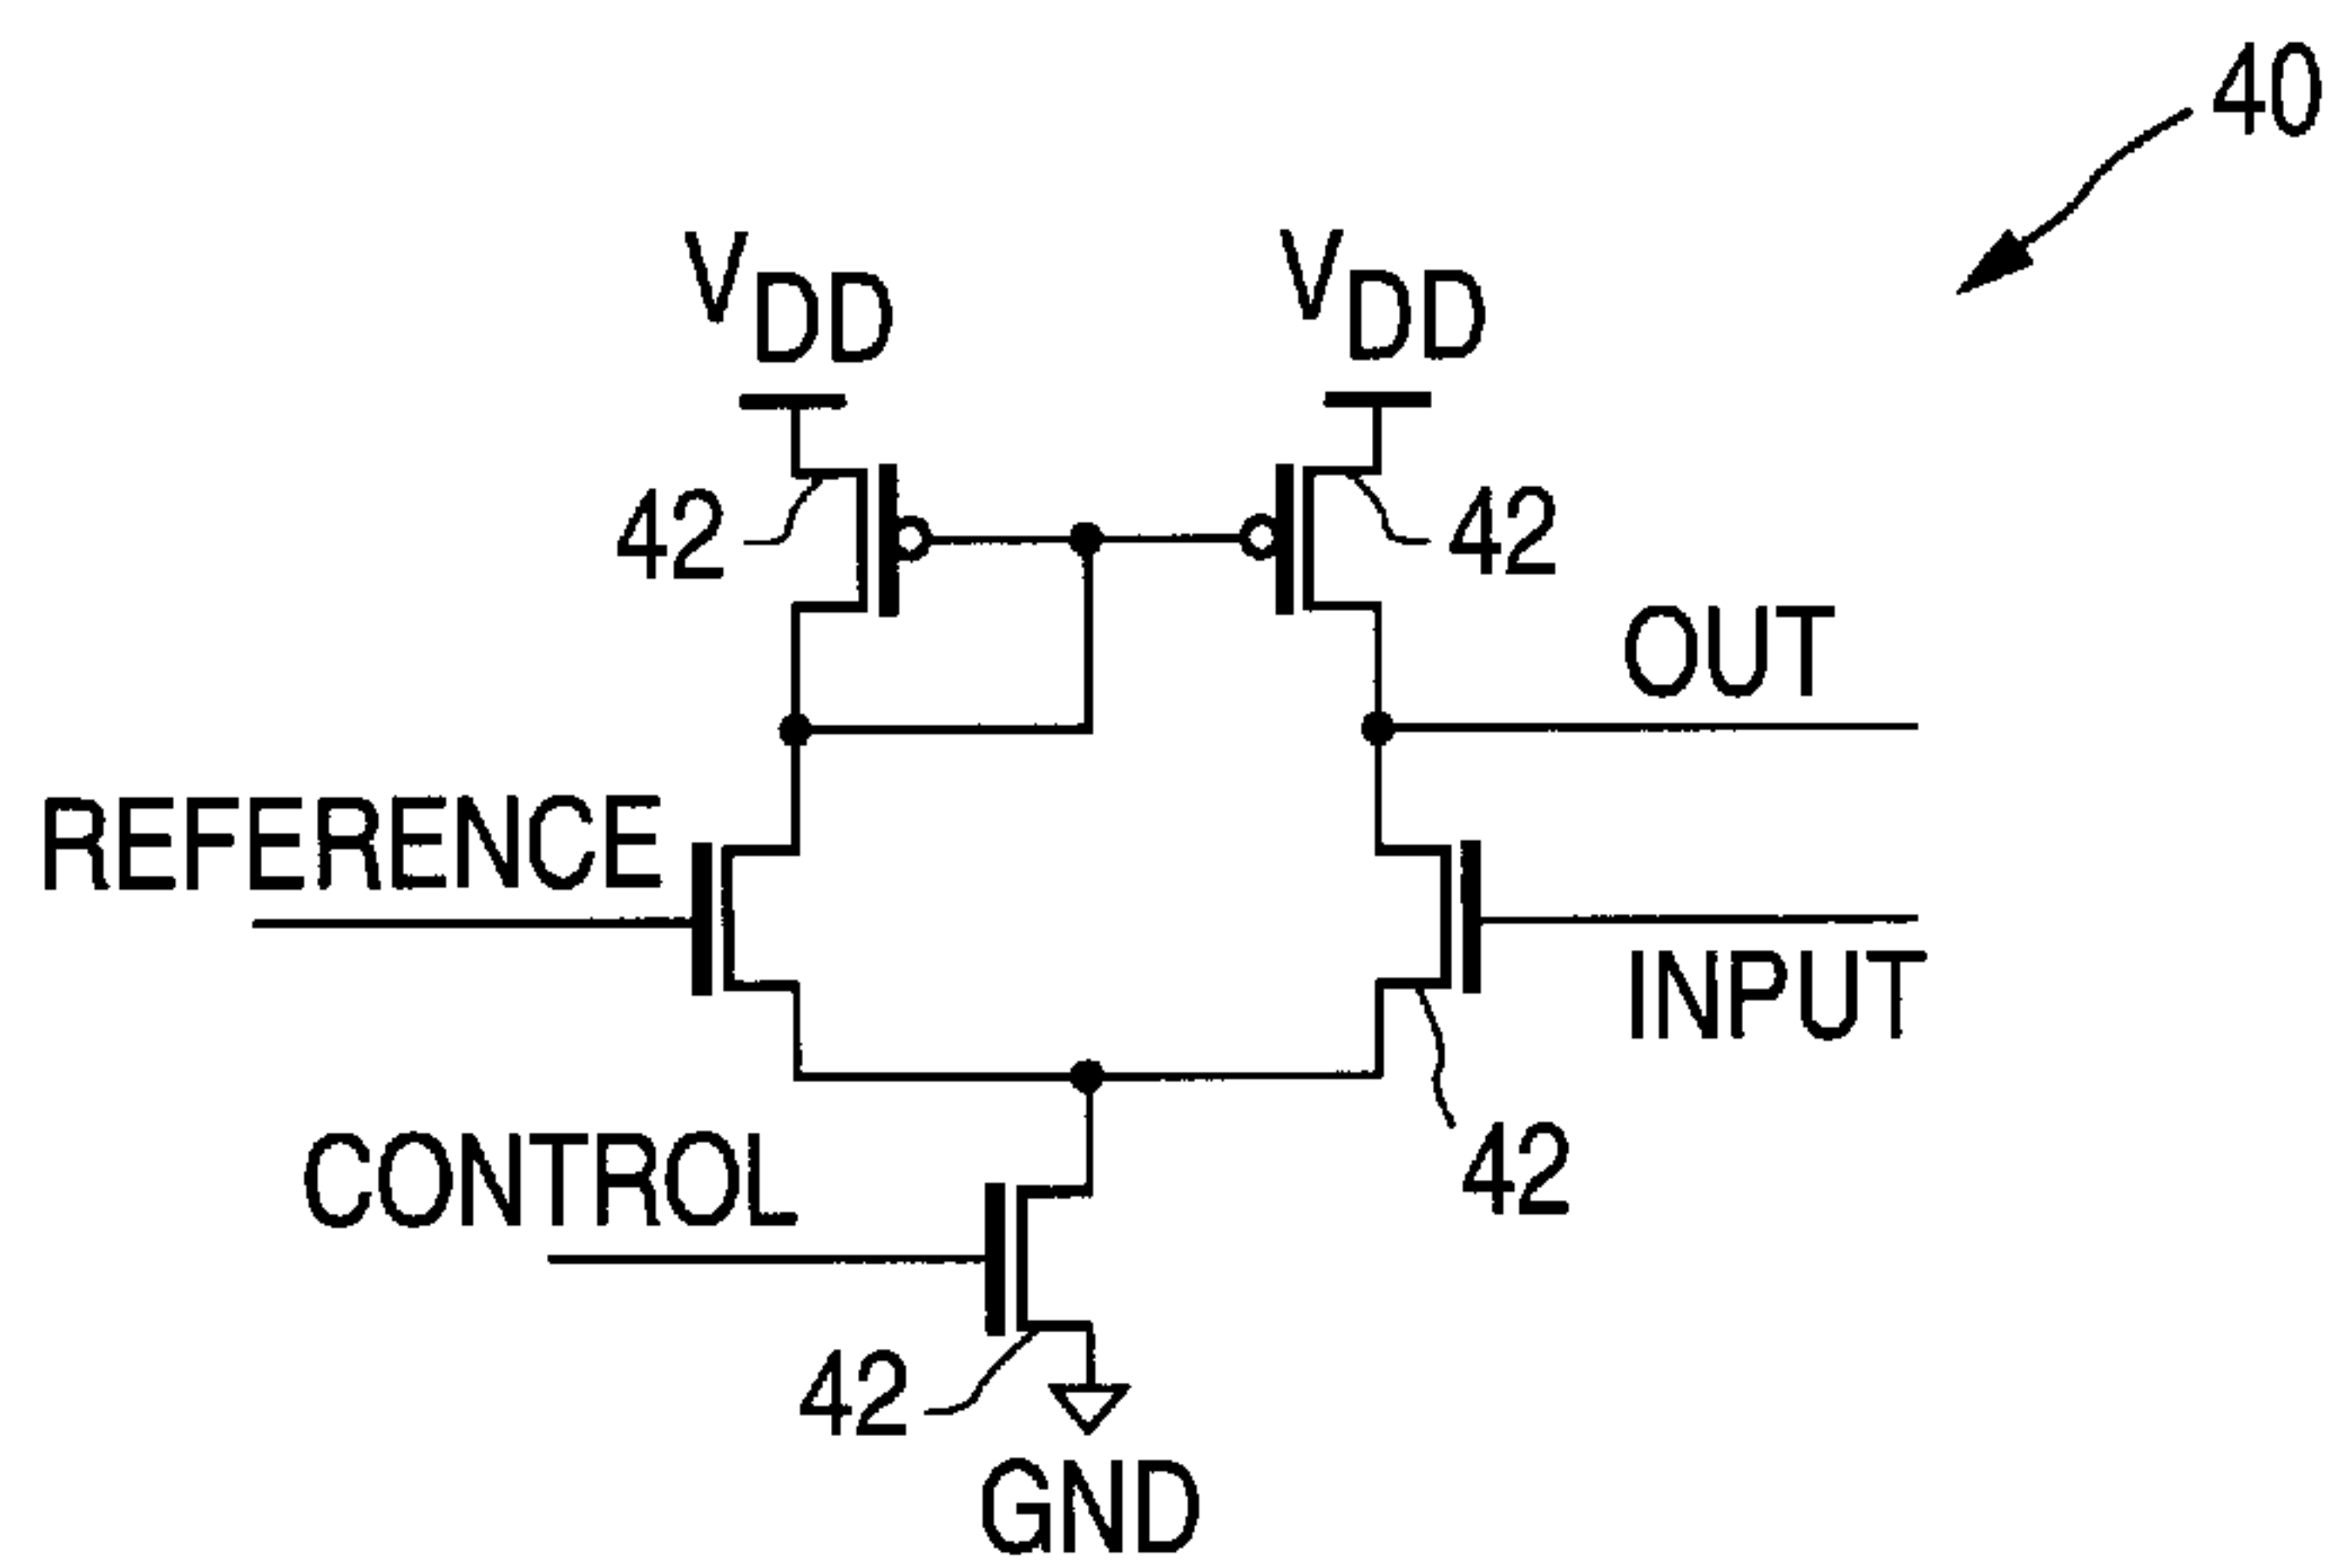 40
VDD
VDD
42
42
OUT
REFERENCE
INPUT
CONTROL
42
42
GND